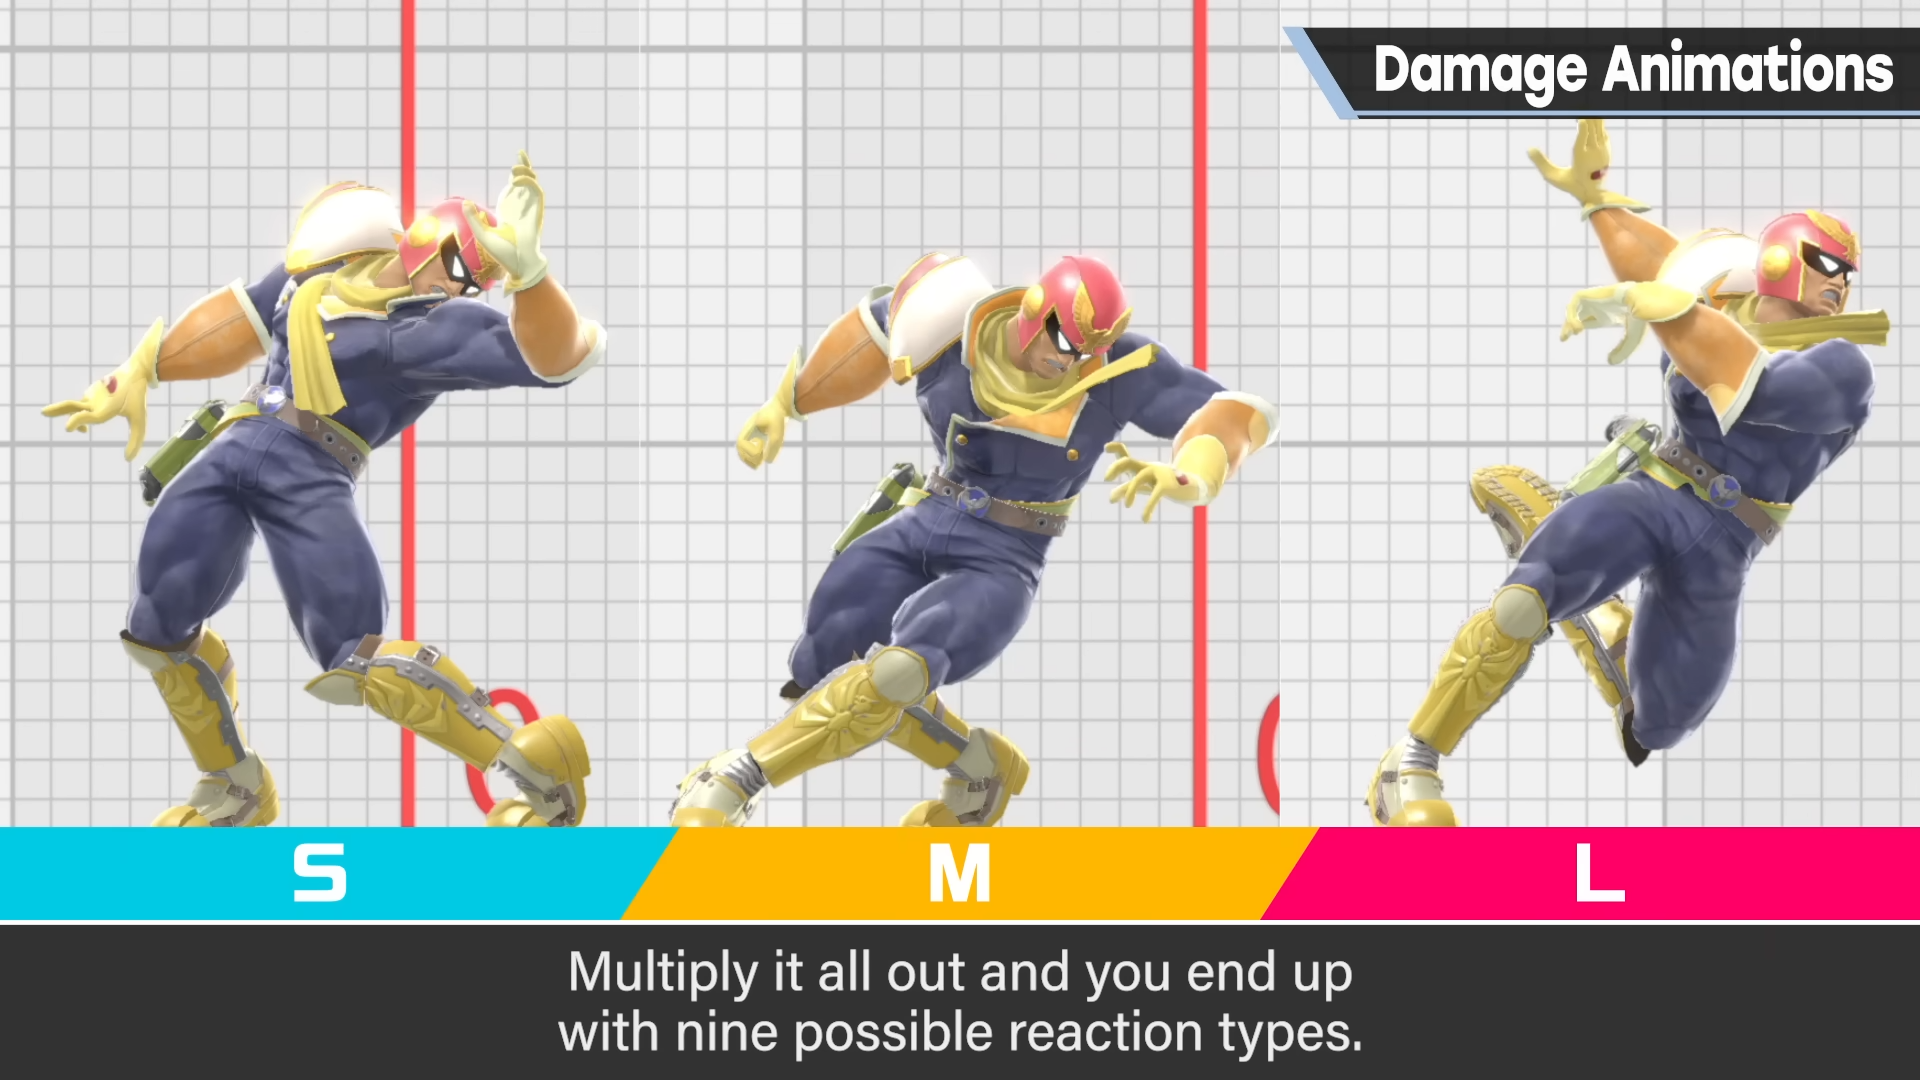 Damage Animations
S
M
L
Multiply it all out and you end up
with nine possible reaction types.